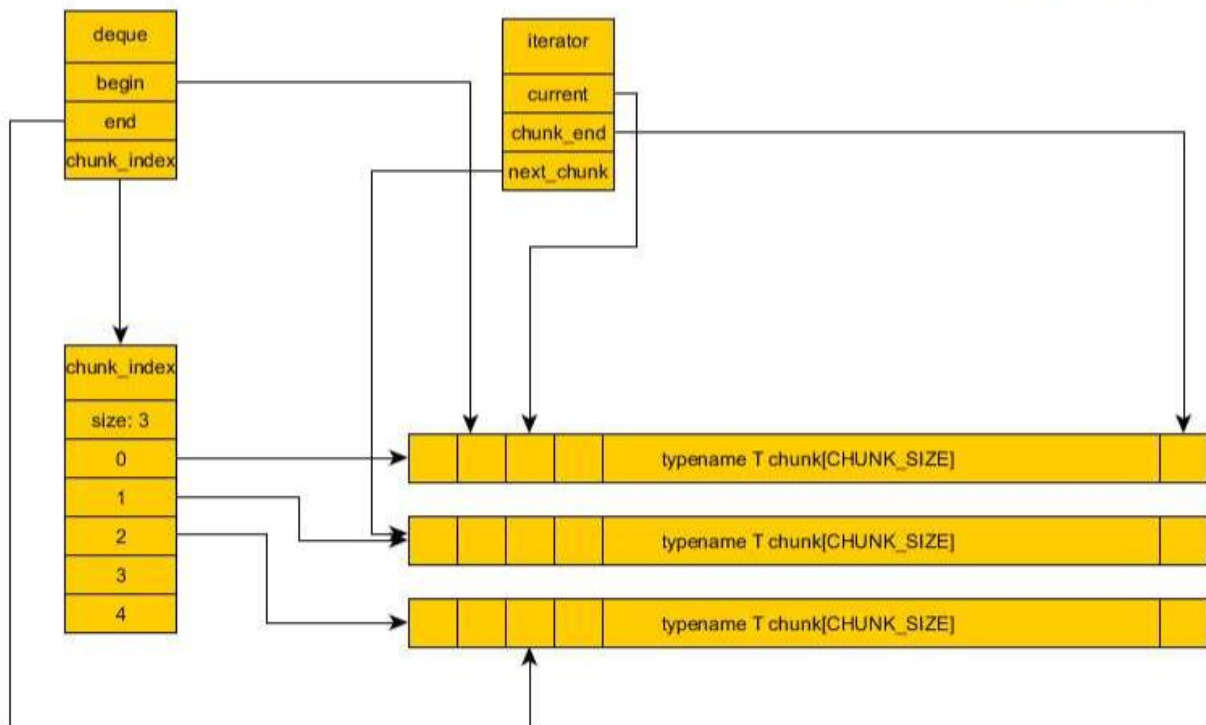 deque
begin
end
chunk_index
iterator
current
chunk_end
next_chunk
chunk_index
size: 3
0
1
2
3
4
typename T chunk[CHUNK_SIZE]
typename T chunk[CHUNK_SIZE]
typename T chunk[CHUNK_SIZE]